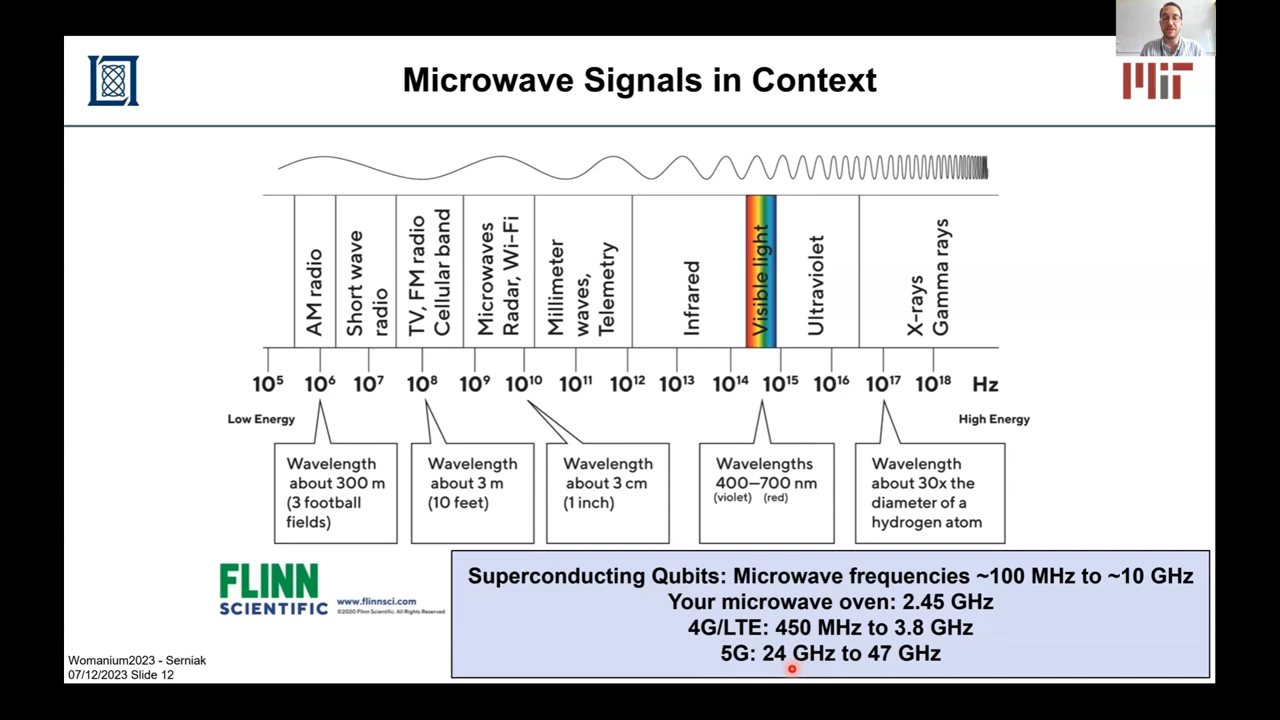 Microwave Signals in Context
MIT
AM radio
Short wave
radio
TV, FM radio
Cellular band
Microwaves
Radar, Wi-Fi
Millimeter
waves,
Telemetry
Infrared
Visible light
Ultraviolet
X-rays
Gamma rays
10⁵ 10⁶ 10⁷ 10⁸ 10⁹ 10¹⁰ 10¹¹ 10¹² 10¹³ 10¹⁴ 10¹⁵ 10¹⁶ 10¹⁷ 10¹⁸ Hz
Low Energy
High Energy
Wavelength
about 300 m
(3 football
fields)
Wavelength
about 3 m
(10 feet)
Wavelength
about 3 cm
(1 inch)
Wavelengths
400–700 nm
(violet) (red)
Wavelength
about 30x the
diameter of a
hydrogen atom
FLINN
SCIENTIFIC
www.flinnsci.com
©2020 Flinn Scientific. All Rights Reserved
Superconducting Qubits: Microwave frequencies ~100 MHz to ~10 GHz
Your microwave oven: 2.45 GHz
4G/LTE: 450 MHz to 3.8 GHz
5G: 24 GHz to 47 GHz
Womanium2023 - Serniak
07/12/2023 Slide 12